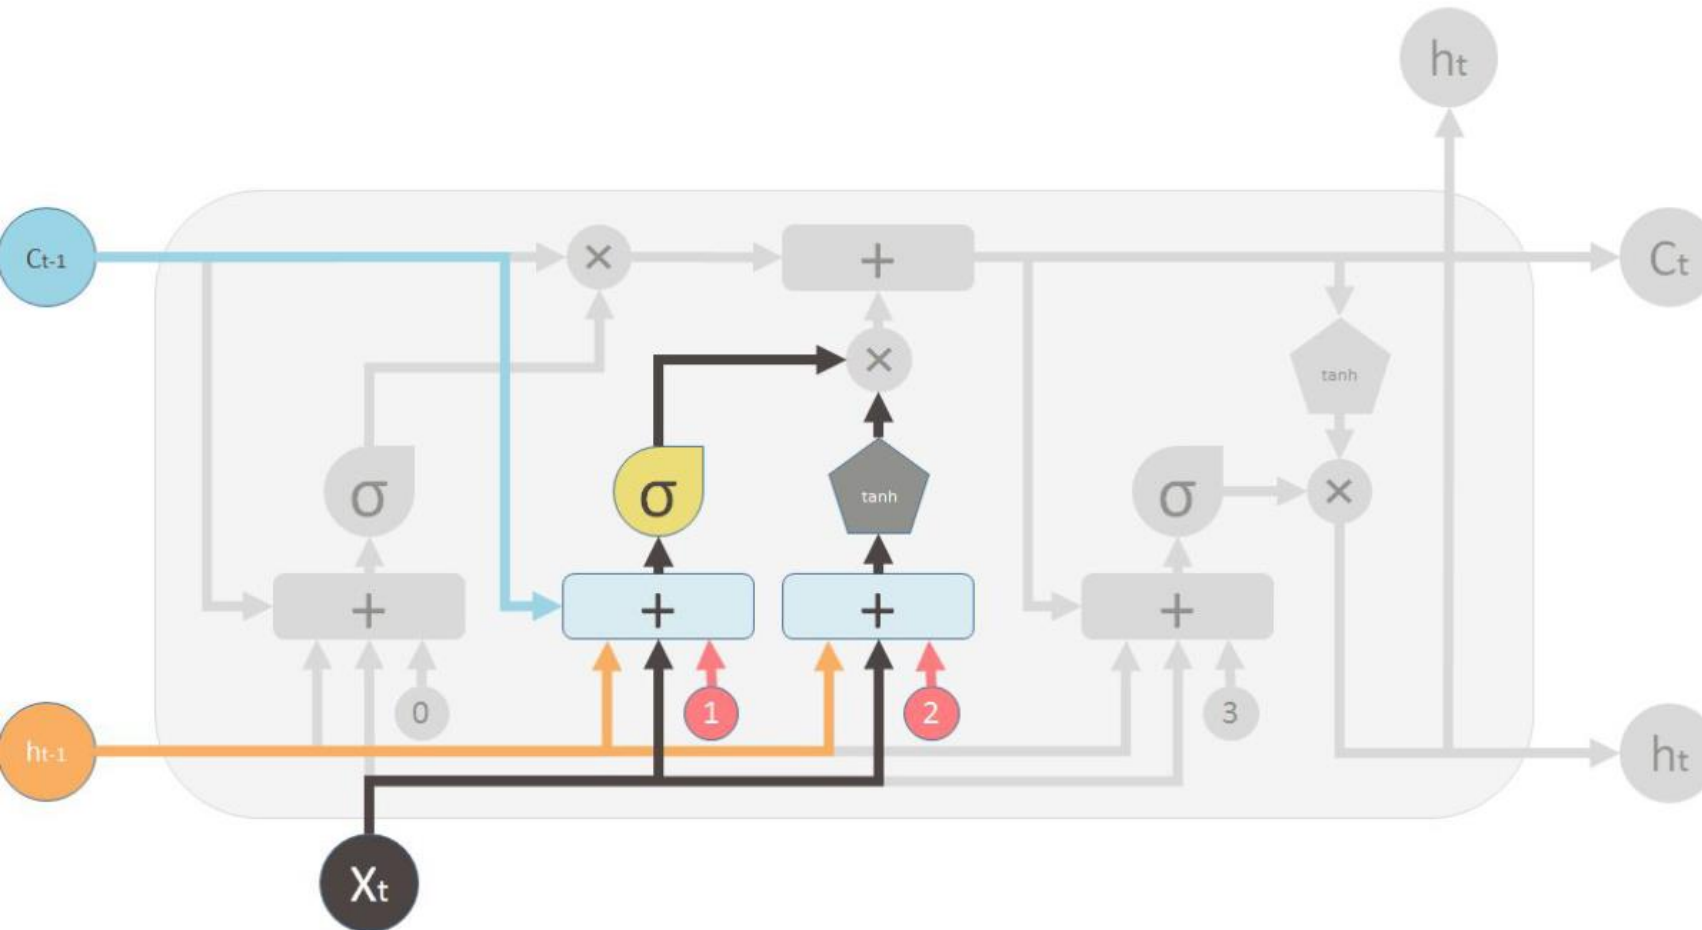 ht
Ct-1
×
+
Ct
×
tanh
σ
σ
tanh
σ
×
+
+
+
+
0
1
2
3
ht-1
ht
Xt